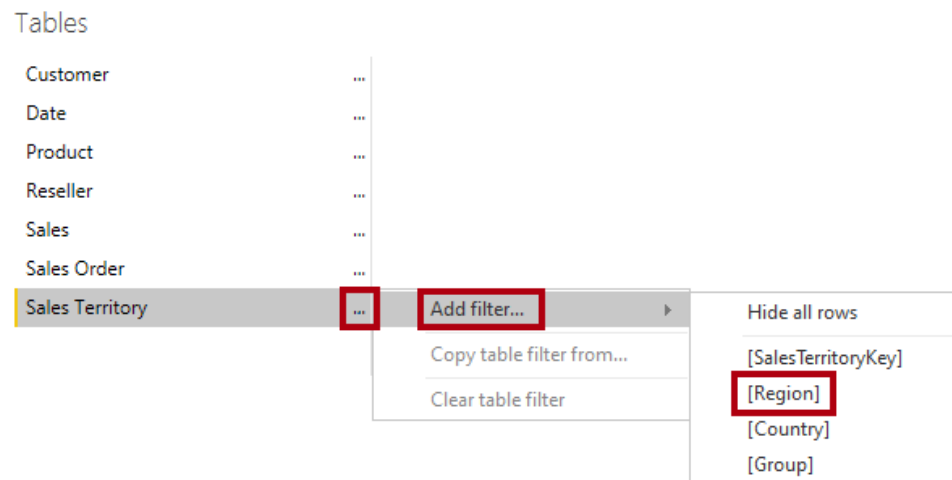 Tables
Customer ...
Date ...
Product ...
Reseller ...
Sales ...
Sales Order ...
Sales Territory ...
Add filter...
Copy table filter from...
Clear table filter
Hide all rows
[SalesTerritoryKey]
[Region]
[Country]
[Group]